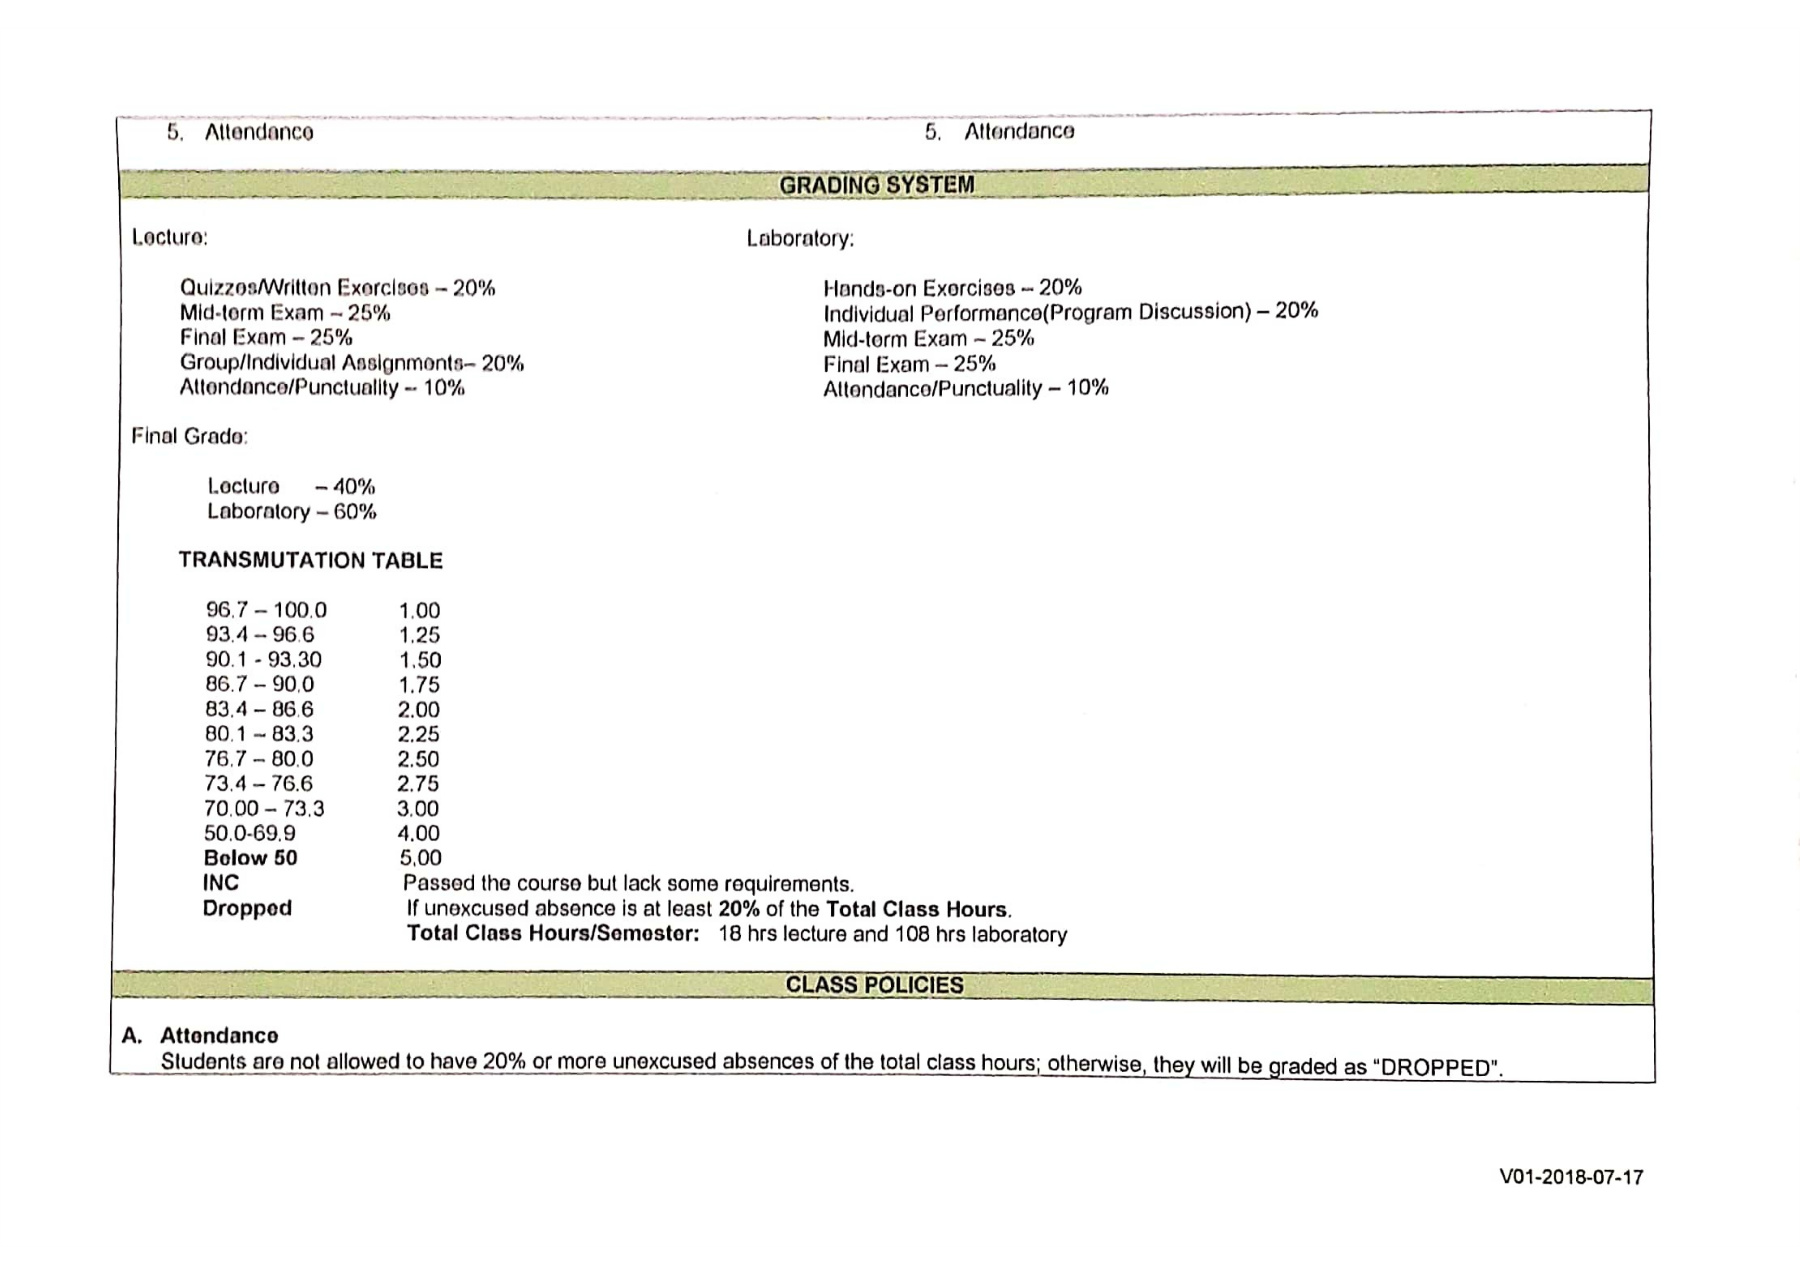 5. Attendance 5. Attendance
GRADING SYSTEM
Lecture: Laboratory:
Quizzes/Written Exercises – 20% Hands-on Exercises – 20%
Mid-term Exam – 25% Individual Performance(Program Discussion) – 20%
Final Exam – 25% Mid-term Exam – 25%
Group/Individual Assignments– 20% Final Exam – 25%
Attendance/Punctuality – 10% Attendance/Punctuality – 10%
Final Grade:
Lecture – 40%
Laboratory – 60%
TRANSMUTATION TABLE
96.7 – 100.0 1.00
93.4 – 96.6 1.25
90.1 - 93.30 1.50
86.7 – 90.0 1.75
83.4 – 86.6 2.00
80.1 – 83.3 2.25
76.7 – 80.0 2.50
73.4 – 76.6 2.75
70.00 – 73.3 3.00
50.0-69.9 4.00
Below 50 5.00
INC Passed the course but lack some requirements.
Dropped If unexcused absence is at least 20% of the Total Class Hours.
Total Class Hours/Semester: 18 hrs lecture and 108 hrs laboratory
CLASS POLICIES
A. Attendance
Students are not allowed to have 20% or more unexcused absences of the total class hours; otherwise, they will be graded as "DROPPED".
V01-2018-07-17